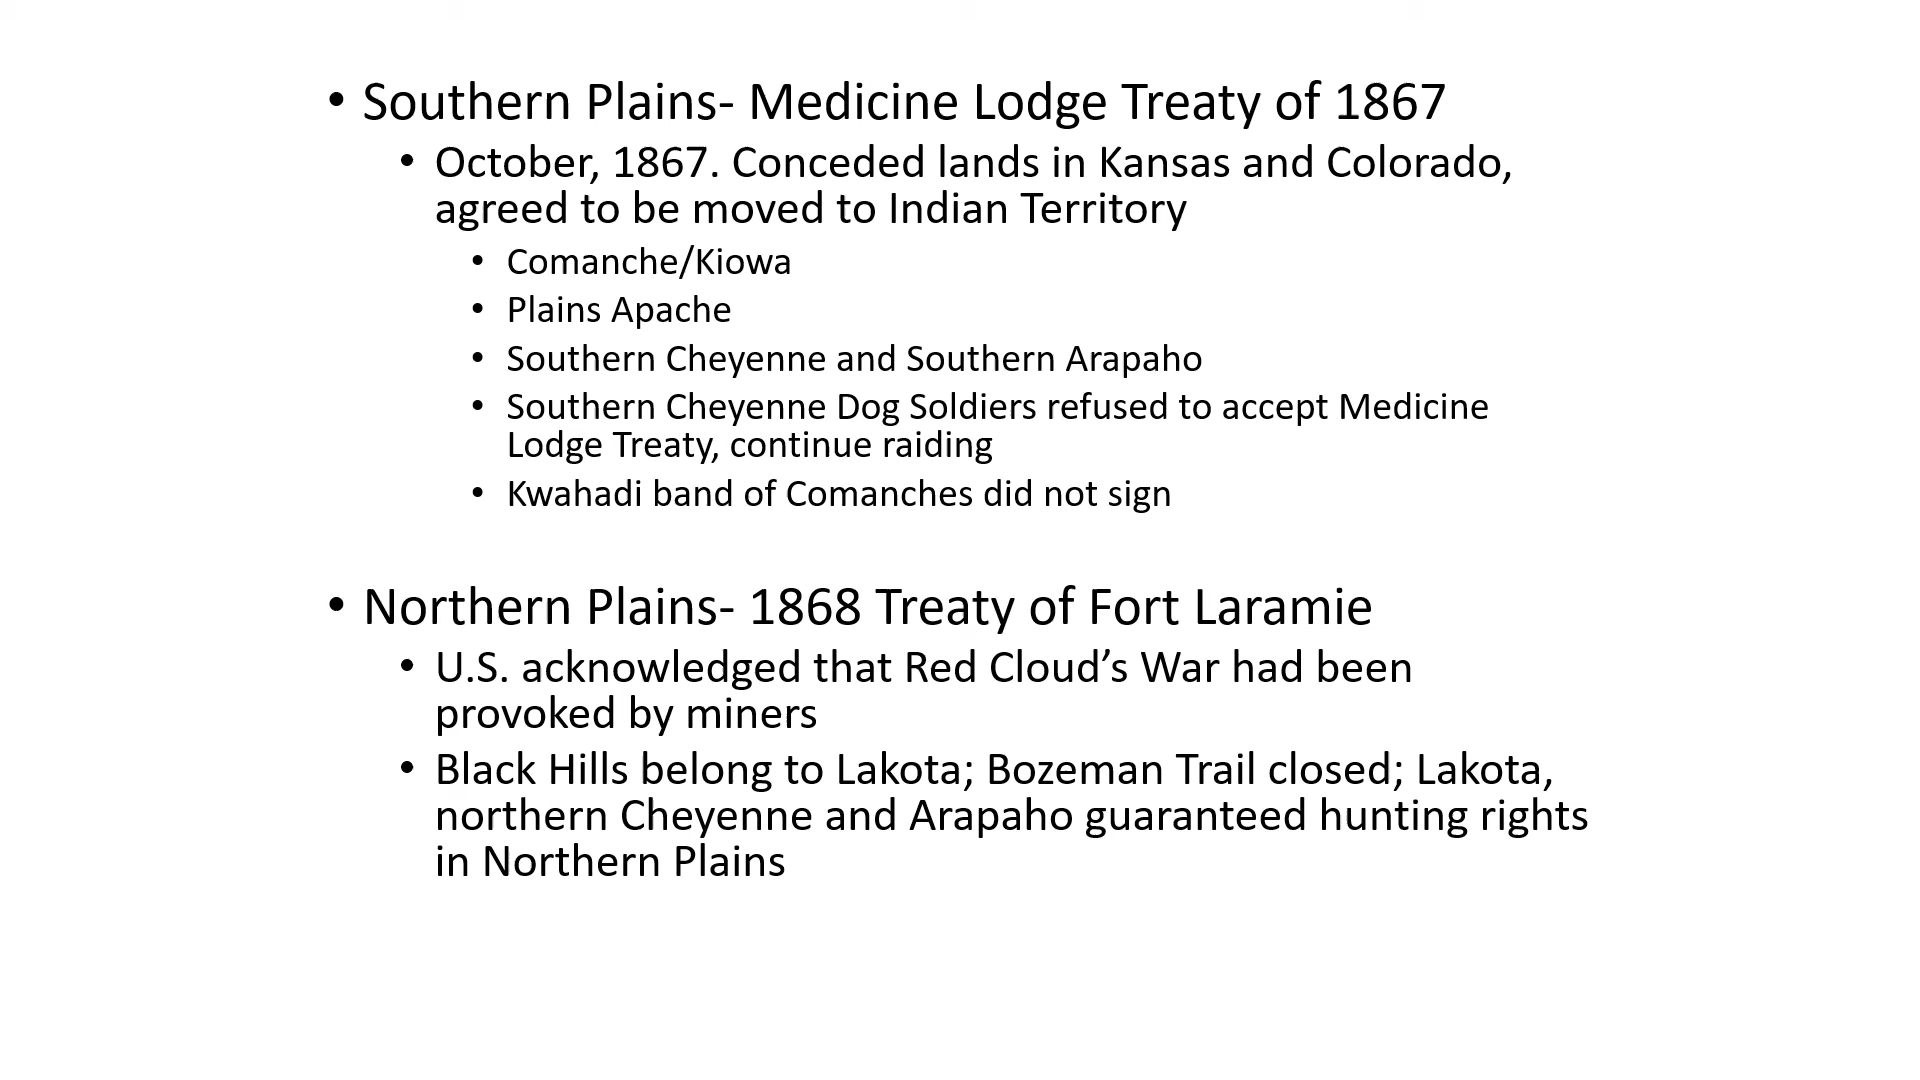 • Southern Plains- Medicine Lodge Treaty of 1867
• October, 1867. Conceded lands in Kansas and Colorado,
agreed to be moved to Indian Territory
• Comanche/Kiowa
• Plains Apache
• Southern Cheyenne and Southern Arapaho
• Southern Cheyenne Dog Soldiers refused to accept Medicine
Lodge Treaty, continue raiding
• Kwahadi band of Comanches did not sign
• Northern Plains- 1868 Treaty of Fort Laramie
• U.S. acknowledged that Red Cloud’s War had been
provoked by miners
• Black Hills belong to Lakota; Bozeman Trail closed; Lakota,
northern Cheyenne and Arapaho guaranteed hunting rights
in Northern Plains